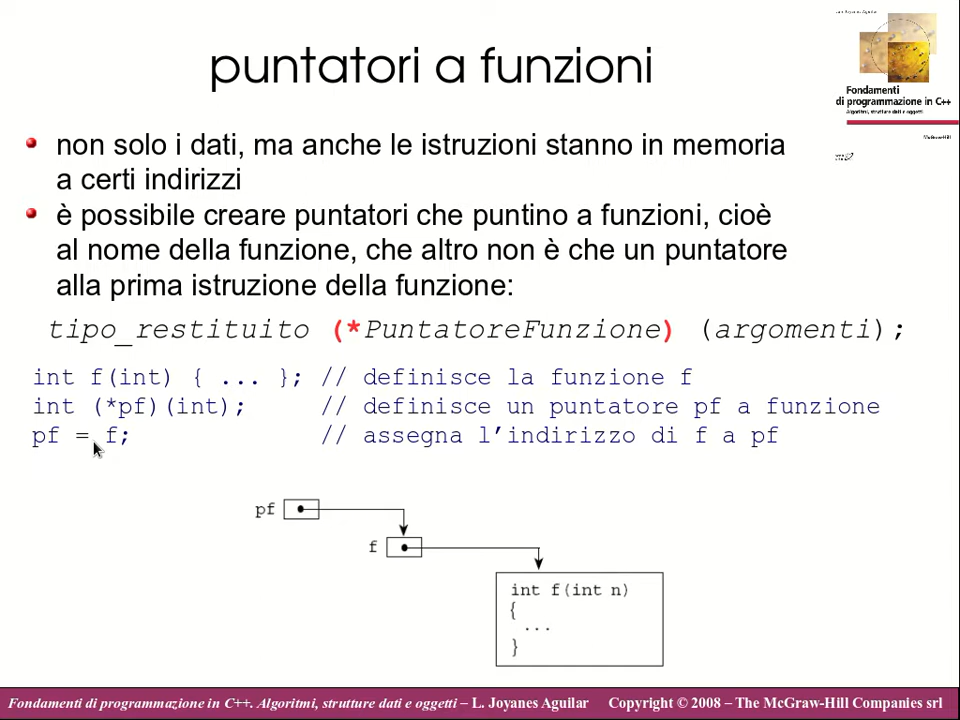 puntatori a funzioni
Fondamenti
di programmazione in C++
Algoritmi, strutture dati e oggetti
McGraw-Hill
non solo i dati, ma anche le istruzioni stanno in memoria
a certi indirizzi
è possibile creare puntatori che puntino a funzioni, cioè
al nome della funzione, che altro non è che un puntatore
alla prima istruzione della funzione:
tipo_restituito (*PuntatoreFunzione) (argomenti);
int f(int) { ... }; // definisce la funzione f
int (*pf)(int); // definisce un puntatore pf a funzione
pf = f; // assegna l’indirizzo di f a pf
pf
f
int f(int n)
{
...
}
Fondamenti di programmazione in C++. Algoritmi, strutture dati e oggetti – L. Joyanes Aguilar Copyright © 2008 – The McGraw-Hill Companies srl